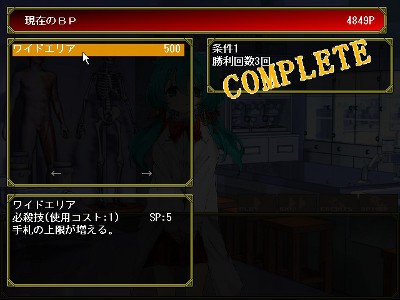 現在のBP 4849P
ワイドエリア 500
条件1
勝利回数3回
COMPLETE
← →
ワイドエリア
必殺技(使用コスト:1) SP:5
手札の上限が増える。